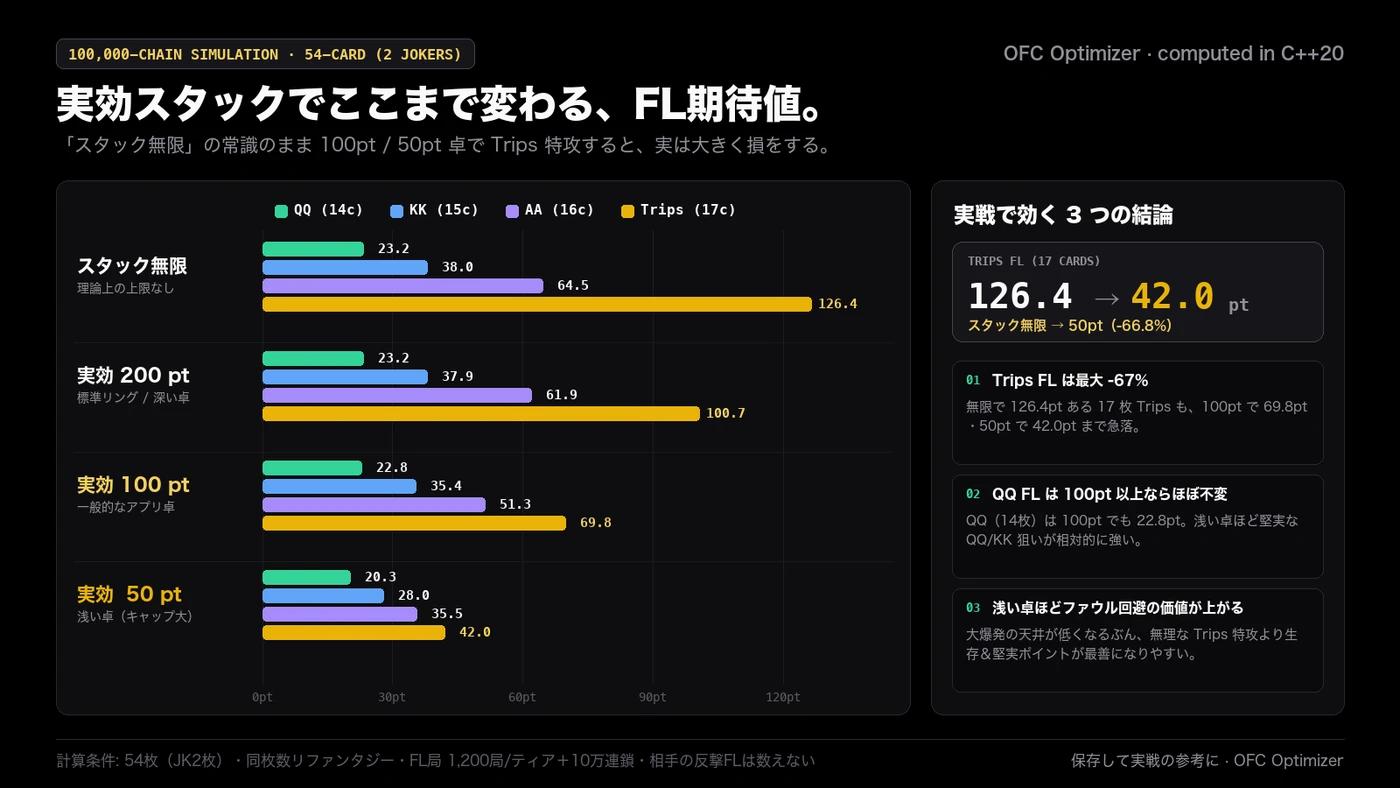 100,000–CHAIN SIMULATION · 54–CARD (2 JOKERS)
OFC Optimizer · computed in C++20
実効スタックでここまで変わる、FL期待値。
「スタック無限」の常識のまま 100pt / 50pt 卓で Trips 特攻すると、実は大きく損をする。
QQ (14c)
KK (15c)
AA (16c)
Trips (17c)
スタック無限
理論上の上限なし
23.2
38.0
64.5
126.4
実効 200 pt
標準リング / 深い卓
23.2
37.9
61.9
100.7
実効 100 pt
一般的なアプリ卓
22.8
35.4
51.3
69.8
実効 50 pt
浅い卓（キャップ大）
20.3
28.0
35.5
42.0
0pt
30pt
60pt
90pt
120pt
実戦で効く 3 つの結論
TRIPS FL (17 CARDS)
126.4 → 42.0 pt
スタック無限 → 50pt（-66.8%）
01 Trips FL は最大 -67%
無限で 126.4pt ある 17 枚 Trips も、100pt で 69.8pt
・50pt で 42.0pt まで急落。
02 QQ FL は 100pt 以上ならほぼ不変
QQ（14枚）は 100pt でも 22.8pt。浅い卓ほど堅実な
QQ/KK 狙いが相対的に強い。
03 浅い卓ほどファウル回避の価値が上がる
大爆発の天井が低くなるぶん、無理な Trips 特攻より生
存＆堅実ポイントが最善になりやすい。
計算条件: 54枚（JK2枚）・同枚数リファンタジー・FL局 1,200局/ティア＋10万連鎖・相手の反撃FLは数えない
保存して実戦の参考に · OFC Optimizer